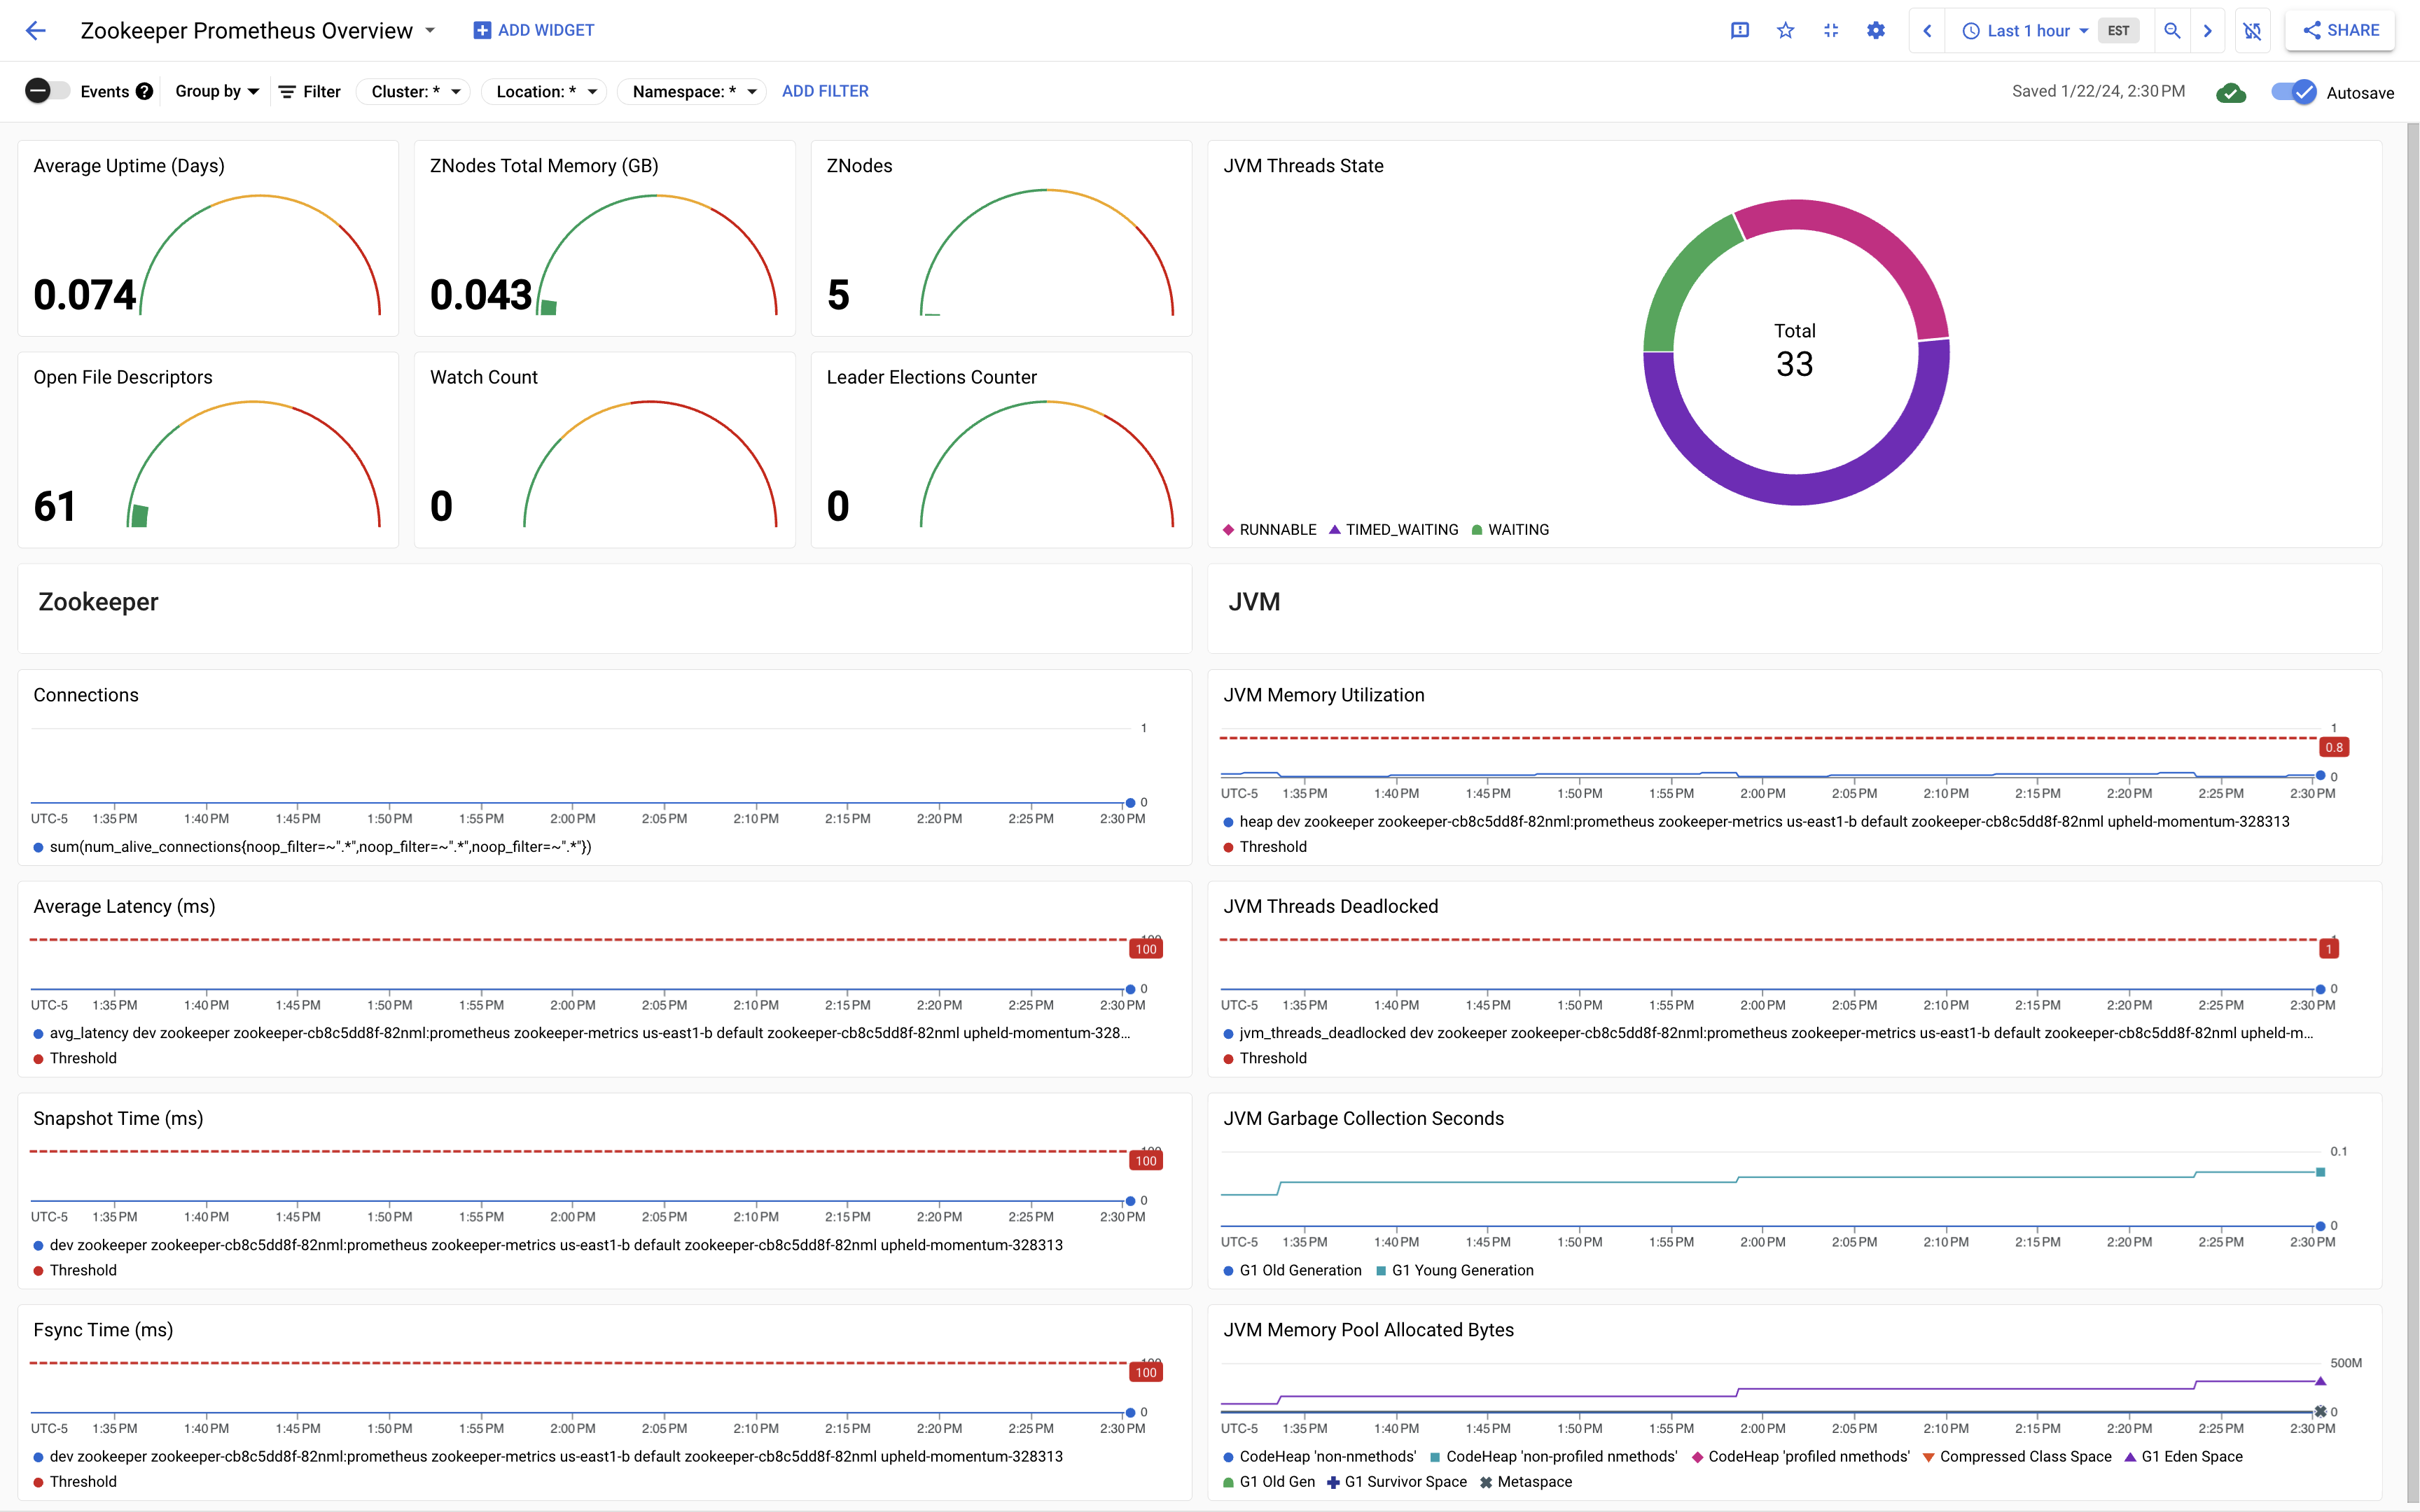 Zookeeper Prometheus Overview
ADD WIDGET
Last 1 hour
EST
SHARE
Events
Group by
Filter
Cluster: *
Location: *
Namespace: *
ADD FILTER
Saved 1/22/24, 2:30 PM
Autosave
Average Uptime (Days)
0.074
ZNodes Total Memory (GB)
0.043
ZNodes
5
JVM Threads State
Total
33
RUNNABLE TIMED_WAITING WAITING
Open File Descriptors
61
Watch Count
0
Leader Elections Counter
0
Zookeeper
JVM
Connections
1
0
UTC-5 1:35 PM 1:40 PM 1:45 PM 1:50 PM 1:55 PM 2:00 PM 2:05 PM 2:10 PM 2:15 PM 2:20 PM 2:25 PM 2:30 PM
sum(num_alive_connections{noop_filter=~".*",noop_filter=~".*",noop_filter=~".*"})
JVM Memory Utilization
1
0.8
0
UTC-5 1:35 PM 1:40 PM 1:45 PM 1:50 PM 1:55 PM 2:00 PM 2:05 PM 2:10 PM 2:15 PM 2:20 PM 2:25 PM 2:30 PM
heap dev zookeeper zookeeper-cb8c5dd8f-82nml:prometheus zookeeper-metrics us-east1-b default zookeeper-cb8c5dd8f-82nml upheld-momentum-328313
Threshold
Average Latency (ms)
100
0
UTC-5 1:35 PM 1:40 PM 1:45 PM 1:50 PM 1:55 PM 2:00 PM 2:05 PM 2:10 PM 2:15 PM 2:20 PM 2:25 PM 2:30 PM
avg_latency dev zookeeper zookeeper-cb8c5dd8f-82nml:prometheus zookeeper-metrics us-east1-b default zookeeper-cb8c5dd8f-82nml upheld-momentum-328...
Threshold
JVM Threads Deadlocked
1
0
UTC-5 1:35 PM 1:40 PM 1:45 PM 1:50 PM 1:55 PM 2:00 PM 2:05 PM 2:10 PM 2:15 PM 2:20 PM 2:25 PM 2:30 PM
jvm_threads_deadlocked dev zookeeper zookeeper-cb8c5dd8f-82nml:prometheus zookeeper-metrics us-east1-b default zookeeper-cb8c5dd8f-82nml upheld-m...
Threshold
Snapshot Time (ms)
100
0
UTC-5 1:35 PM 1:40 PM 1:45 PM 1:50 PM 1:55 PM 2:00 PM 2:05 PM 2:10 PM 2:15 PM 2:20 PM 2:25 PM 2:30 PM
dev zookeeper zookeeper-cb8c5dd8f-82nml:prometheus zookeeper-metrics us-east1-b default zookeeper-cb8c5dd8f-82nml upheld-momentum-328313
Threshold
JVM Garbage Collection Seconds
0.1
0
UTC-5 1:35 PM 1:40 PM 1:45 PM 1:50 PM 1:55 PM 2:00 PM 2:05 PM 2:10 PM 2:15 PM 2:20 PM 2:25 PM 2:30 PM
G1 Old Generation G1 Young Generation
Fsync Time (ms)
100
0
UTC-5 1:35 PM 1:40 PM 1:45 PM 1:50 PM 1:55 PM 2:00 PM 2:05 PM 2:10 PM 2:15 PM 2:20 PM 2:25 PM 2:30 PM
dev zookeeper zookeeper-cb8c5dd8f-82nml:prometheus zookeeper-metrics us-east1-b default zookeeper-cb8c5dd8f-82nml upheld-momentum-328313
Threshold
JVM Memory Pool Allocated Bytes
500M
0
UTC-5 1:35 PM 1:40 PM 1:45 PM 1:50 PM 1:55 PM 2:00 PM 2:05 PM 2:10 PM 2:15 PM 2:20 PM 2:25 PM 2:30 PM
CodeHeap 'non-nmethods' CodeHeap 'non-profiled nmethods' CodeHeap 'profiled nmethods' Compressed Class Space G1 Eden Space
G1 Old Gen G1 Survivor Space Metaspace